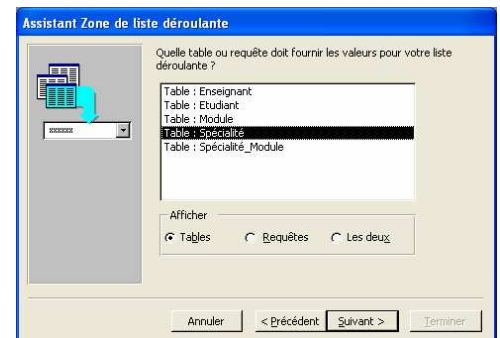 Assistant Zone de liste déroulante
Quelle table ou requête doit fournir les valeurs pour votre liste
déroulante ?
Table : Enseignant
Table : Etudiant
Table : Module
Table : Spécialité
Table : Spécialité_Module
xxxxxx
Afficher
Tables Requêtes Les deux
Annuler < Précédent Suivant > Terminer